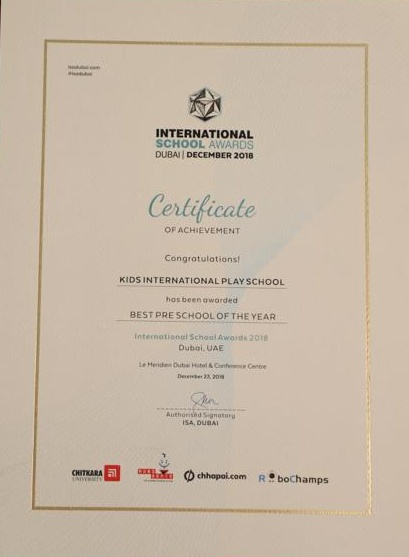 isadubai.com
#isadubai
INTERNATIONAL
SCHOOL AWARDS
DUBAI | DECEMBER 2018
Certificate
OF ACHIEVEMENT
Congratulations!
KIDS INTERNATIONAL PLAY SCHOOL
has been awarded
BEST PRE SCHOOL OF THE YEAR
International School Awards 2018
Dubai, UAE
Le Meridien Dubai Hotel & Conference Centre
December 22, 2018
Authorised Signatory
ISA, DUBAI
CHITKARA
UNIVERSITY
chhapai.com
RoboChamps